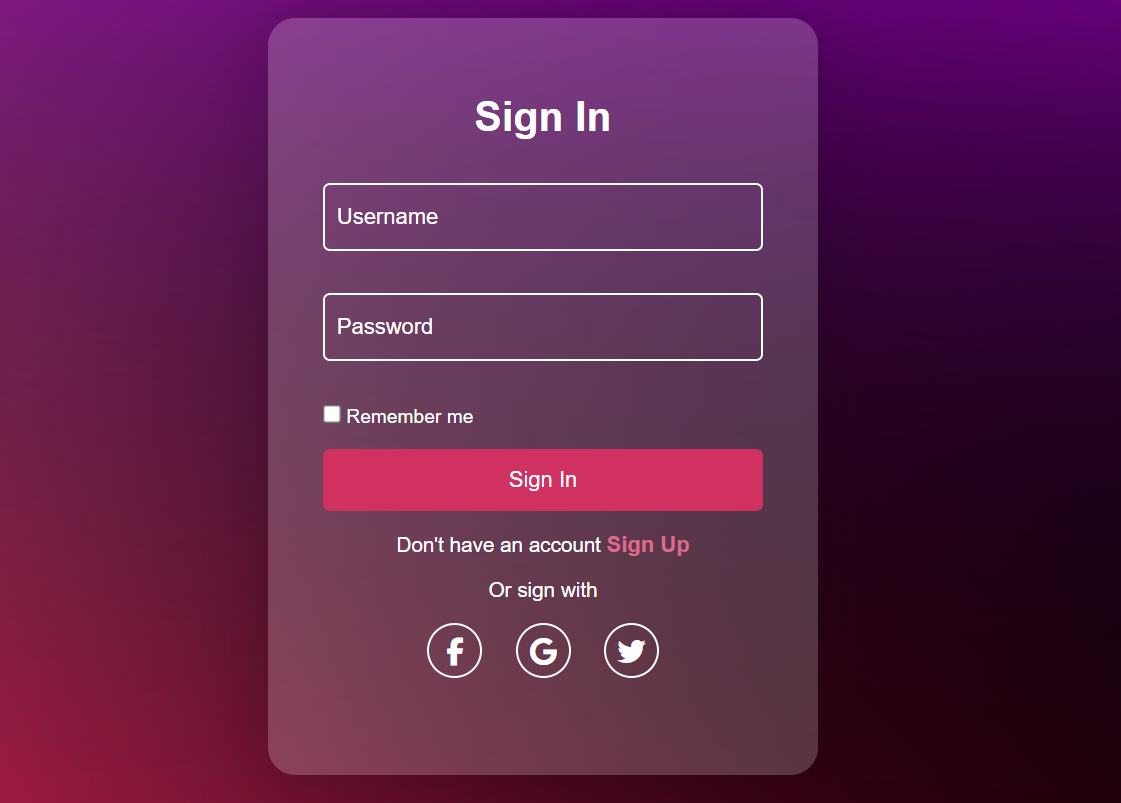 Sign In
Username
Password
Remember me
Sign In
Don't have an account Sign Up
Or sign with